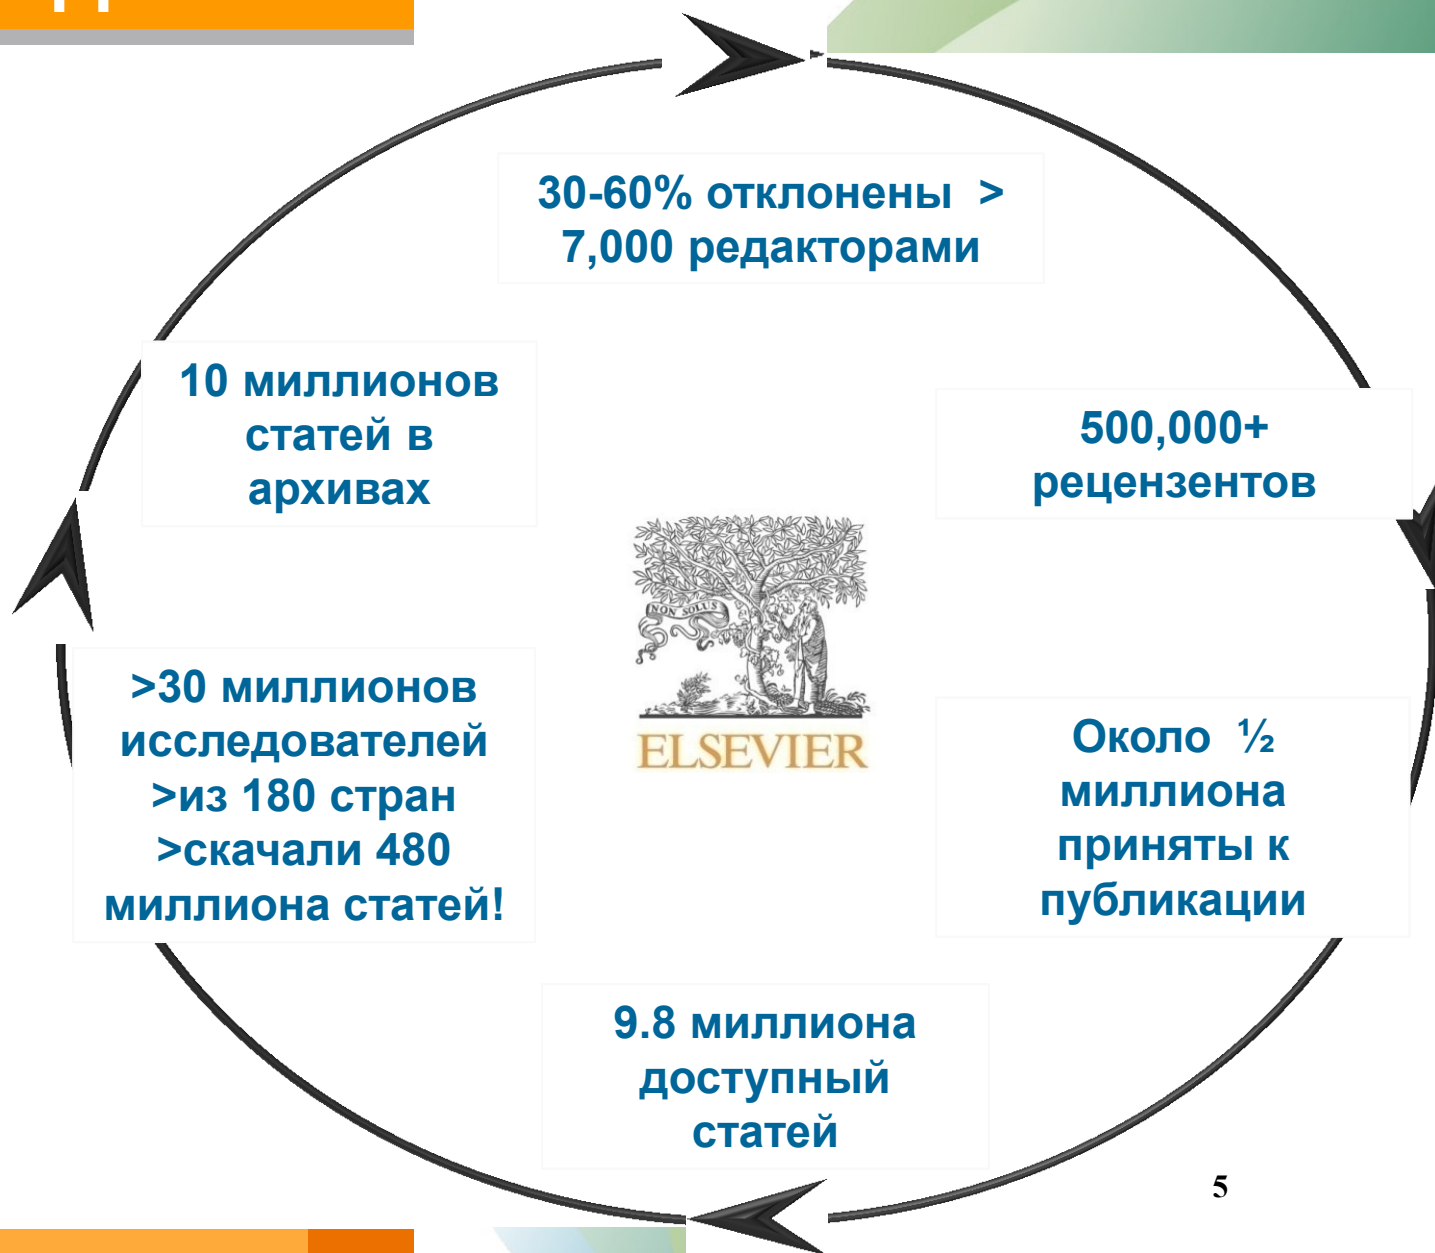 30-60% отклонены >
7,000 редакторами
10 миллионов
статей в
архивах
500,000+
рецензентов
NON SOLUS
ELSEVIER
>30 миллионов
исследователей
>из 180 стран
>скачали 480
миллиона статей!
Около ½
миллиона
приняты к
публикации
9.8 миллиона
доступный
статей
5